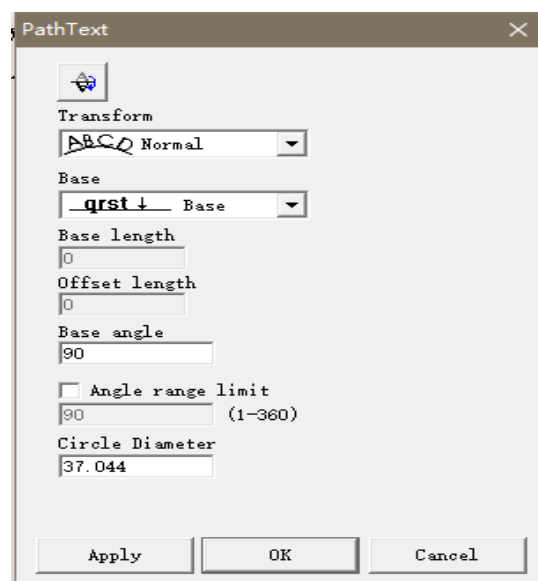 PathText
Transform
ABCD Normal
Base
qrst ↓ Base
Base length
0
Offset length
0
Base angle
90
Angle range limit
90 (1-360)
Circle Diameter
37.044
Apply OK Cancel